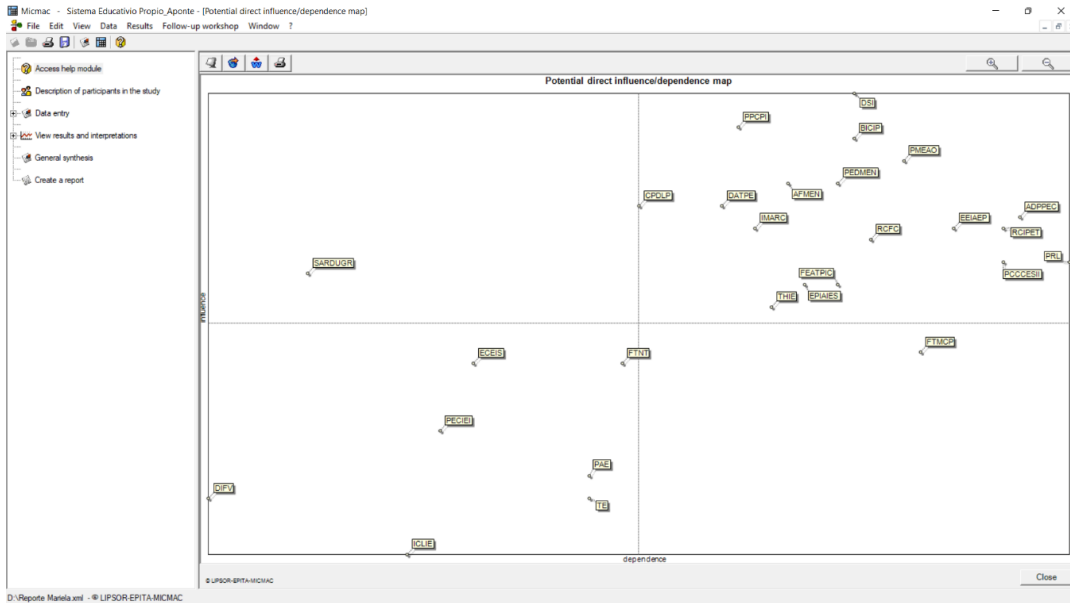 Micmac - Sistema Educativio Propio_Aponte - [Potential direct influence/dependence map]
File Edit View Data Results Follow-up workshop Window ?
Access help module
Description of participants in the study
Data entry
View results and interpretations
General synthesis
Create a report
Potential direct influence/dependence map
DSI
PPCPI
BICIP
PMEAO
PEDMEN
CPDLP
DATPE
AFMEN
ADPPEC
IMARC
EEIAEP
RCFC
RCIPET
PRL
SARDUGR
FEATPIC
PCCCESII
THIE
EPIAIES
influence
FTMCP
ECEIS
FTNT
PECIEI
PAE
DIFV
TE
ICLIE
dependence
© LIPSOR-EPITA-MICMAC
Close
D:\Reporte Mariela.xml - © LIPSOR-EPITA-MICMAC